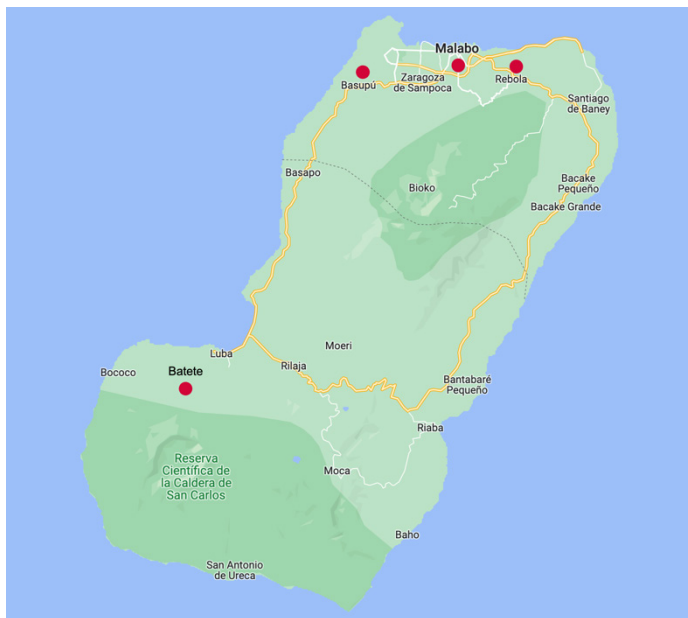 Malabo
Basupú
Zaragoza
de Sampoca
Rebola
Santiago
de Baney
Basapo
Bioko
Bacake
Pequeño
Bacake Grande
Moeri
Luba
Rilaja
Bococo
Batete
Bantabaré
Pequeño
Riaba
Reserva
Científica de
la Caldera de
San Carlos
Moca
Baho
San Antonio
de Ureca